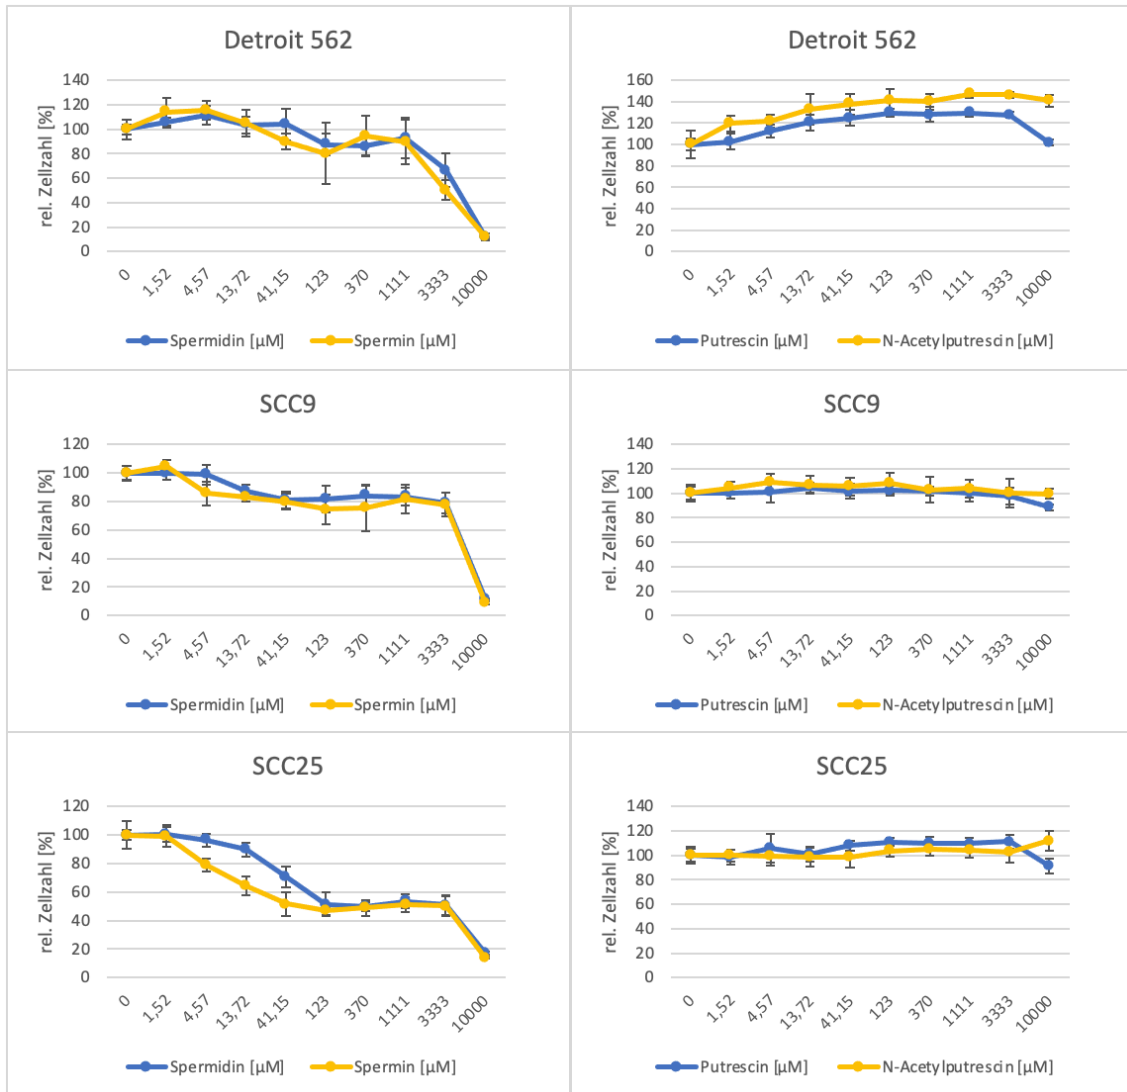 Detroit 562
rel. Zellzahl [%]
140
120
100
80
60
40
20
0
0 1,52 4,57 13,72 41,15 123 370 1111 3333 10000
Spermidin [µM] Spermin [µM]
Detroit 562
rel. Zellzahl [%]
160
140
120
100
80
60
40
20
0
0 1,52 4,57 13,72 41,15 123 370 1111 3333 10000
Putrescin [µM] N-Acetylputrescin [µM]
SCC9
rel. Zellzahl [%]
120
100
80
60
40
20
0
0 1,52 4,57 13,72 41,15 123 370 1111 3333 10000
Spermidin [µM] Spermin [µM]
SCC9
rel. Zellzahl [%]
140
120
100
80
60
40
20
0
0 1,52 4,57 13,72 41,15 123 370 1111 3333 10000
Putrescin [µM] N-Acetylputrescin [µM]
SCC25
rel. Zellzahl [%]
120
100
80
60
40
20
0
0 1,52 4,57 13,72 41,15 123 370 1111 3333 10000
Spermidin [µM] Spermin [µM]
SCC25
rel. Zellzahl [%]
140
120
100
80
60
40
20
0
0 1,52 4,57 13,72 41,15 123 370 1111 3333 10000
Putrescin [µM] N-Acetylputrescin [µM]